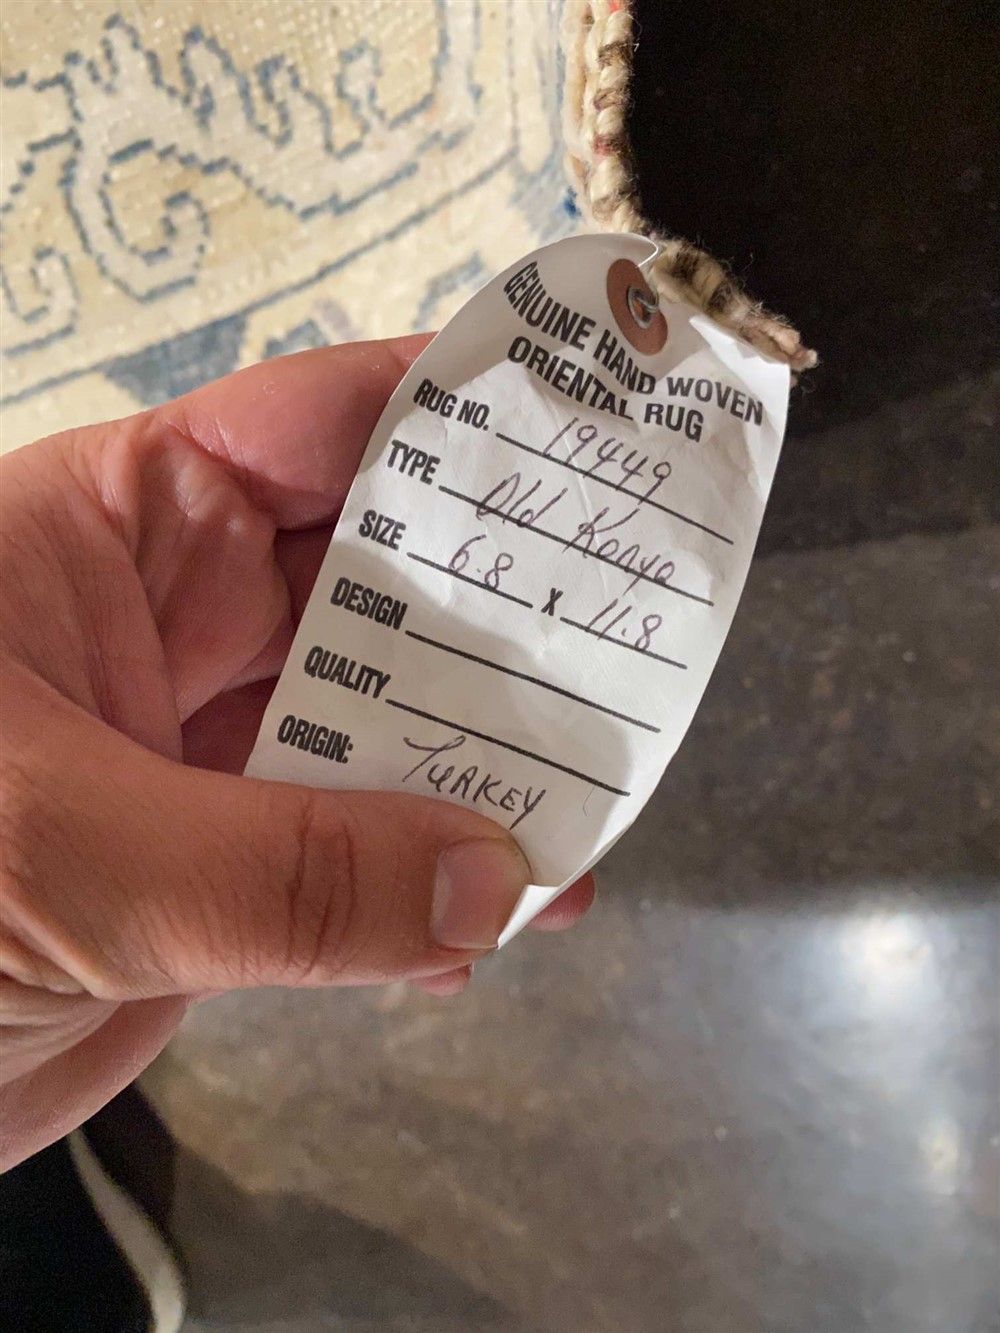 GENUINE HAND WOVEN
ORIENTAL RUG
RUG NO. 19449
TYPE Old Konya
SIZE 6.8 X 11.8
DESIGN
QUALITY
ORIGIN: TURKEY